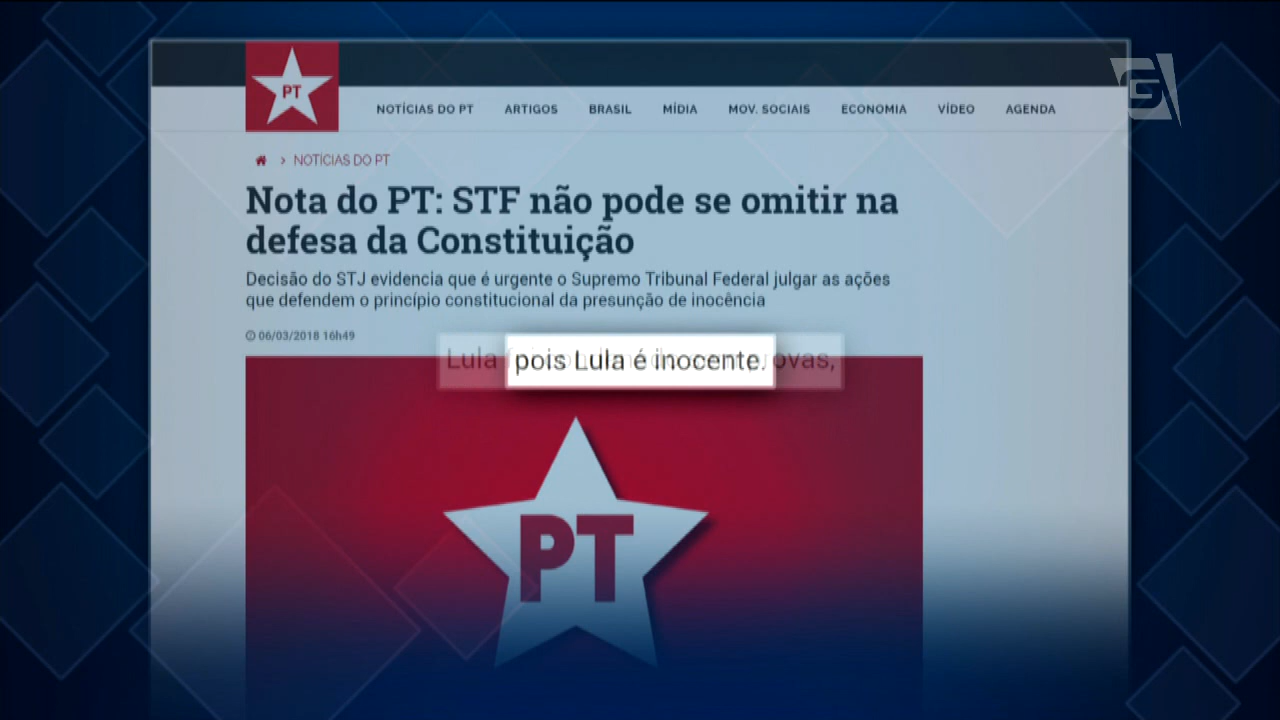 PT
NOTÍCIAS DO PT ARTIGOS BRASIL MÍDIA MOV. SOCIAIS ECONOMIA VÍDEO AGENDA
> NOTÍCIAS DO PT
Nota do PT: STF não pode se omitir na
defesa da Constituição
Decisão do STJ evidencia que é urgente o Supremo Tribunal Federal julgar as ações
que defendem o princípio constitucional da presunção de inocência
06/03/2018 16h49
Lula
pois Lula é inocente.
PT